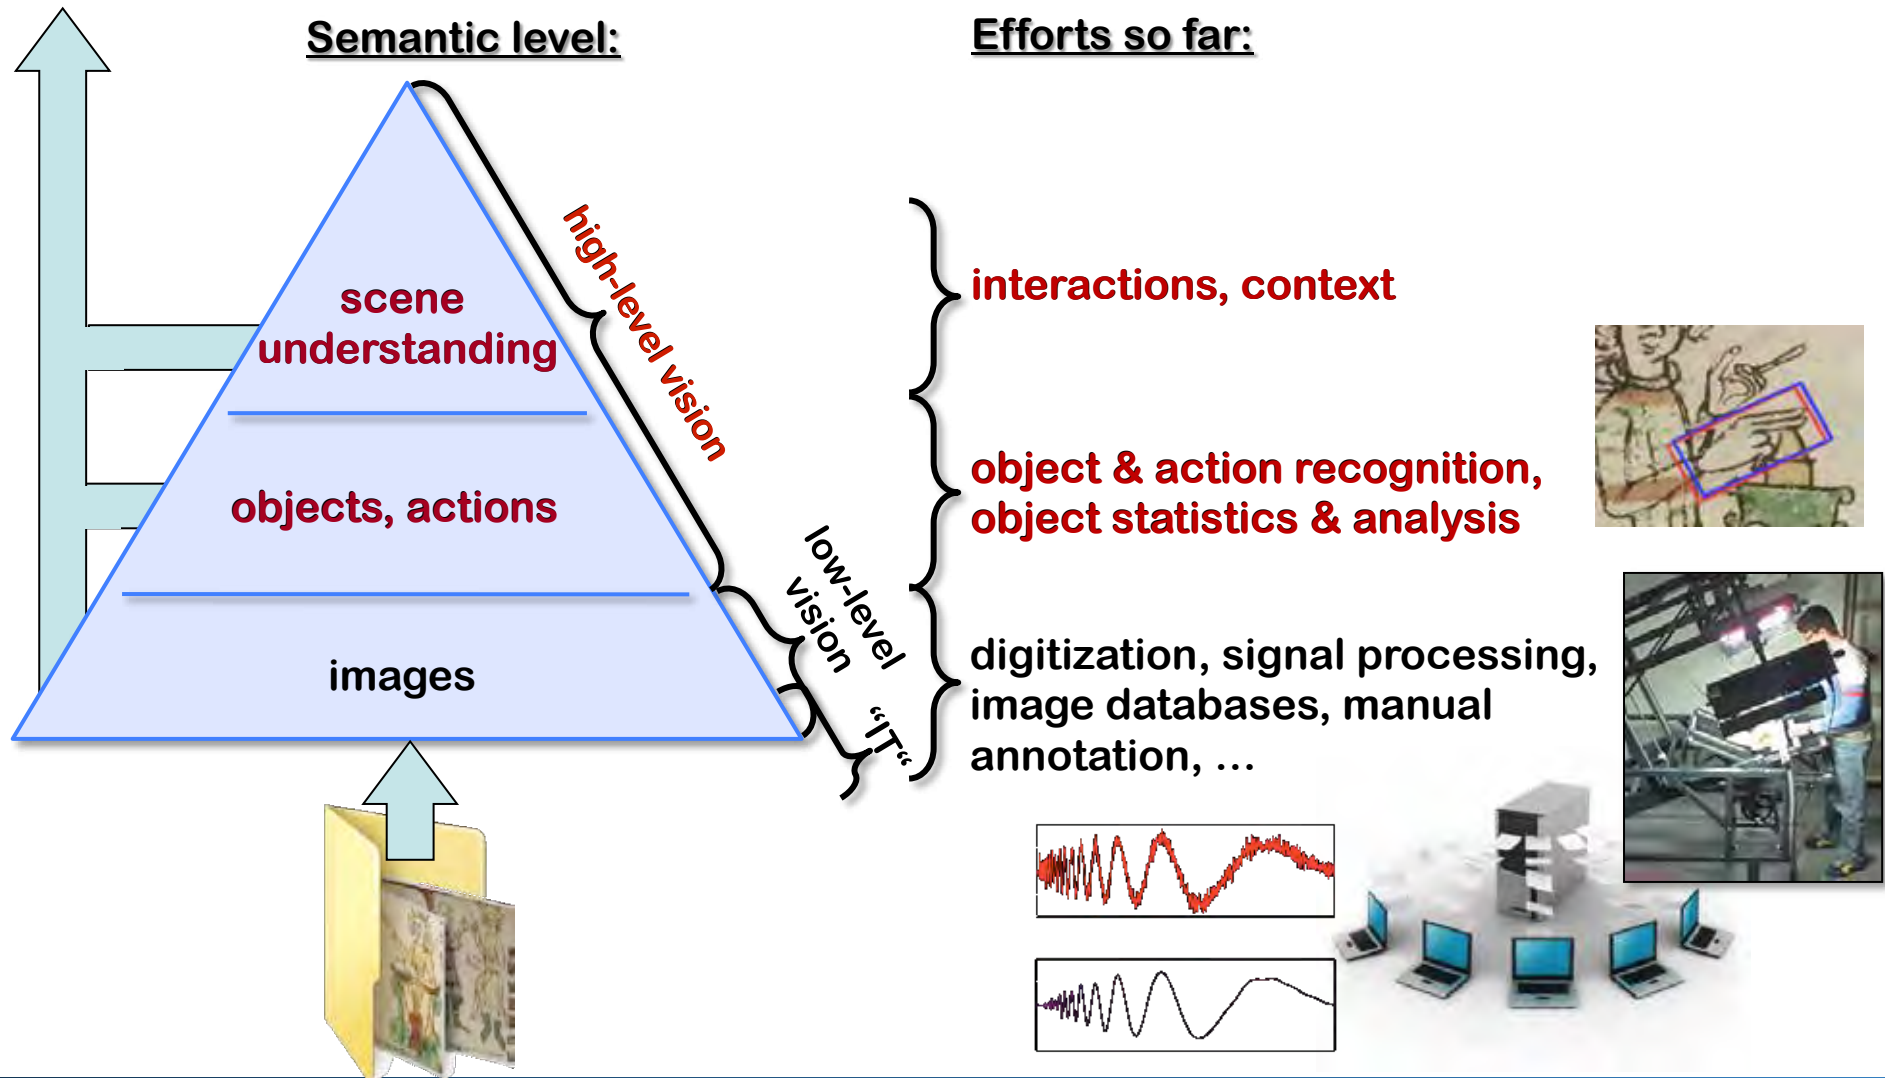 Semantic level:
Efforts so far:
scene
understanding
objects, actions
images
high-level vision
low-level
vision
“IT“
interactions, context
object & action recognition,
object statistics & analysis
digitization, signal processing,
image databases, manual
annotation, ...